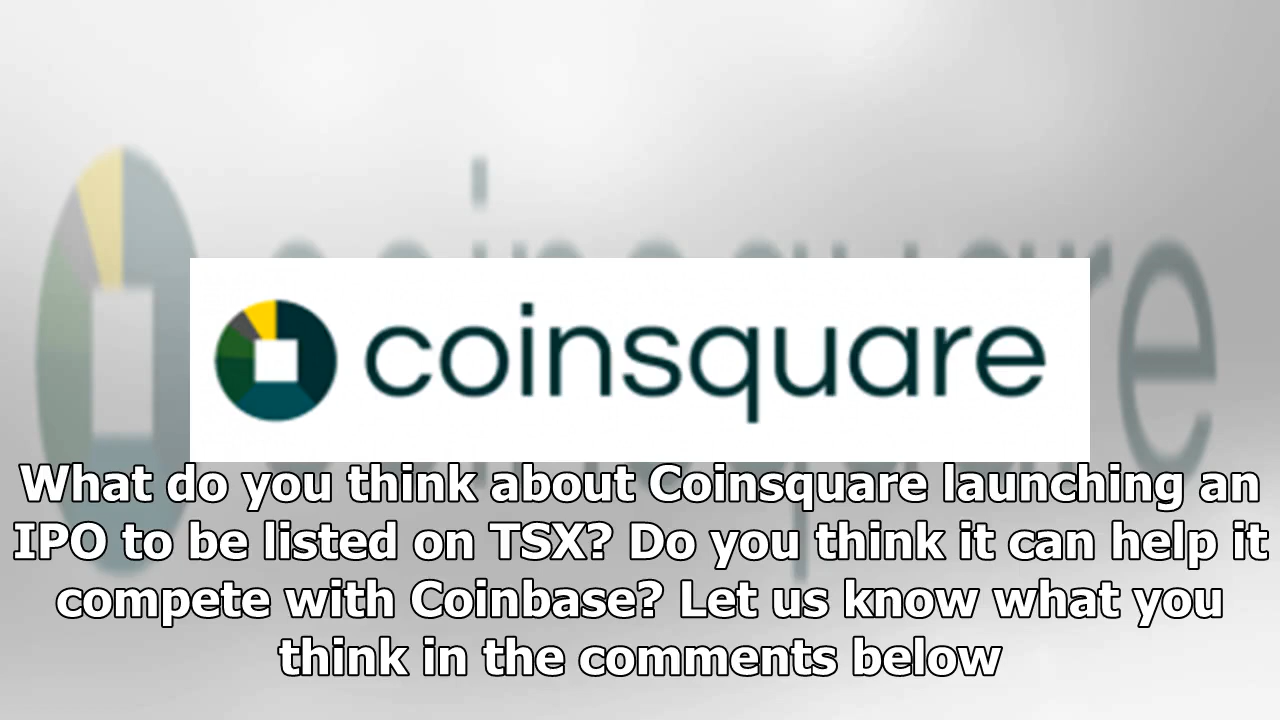 coinsquare
What do you think about Coinsquare launching an
IPO to be listed on TSX? Do you think it can help it
compete with Coinbase? Let us know what you
think in the comments below